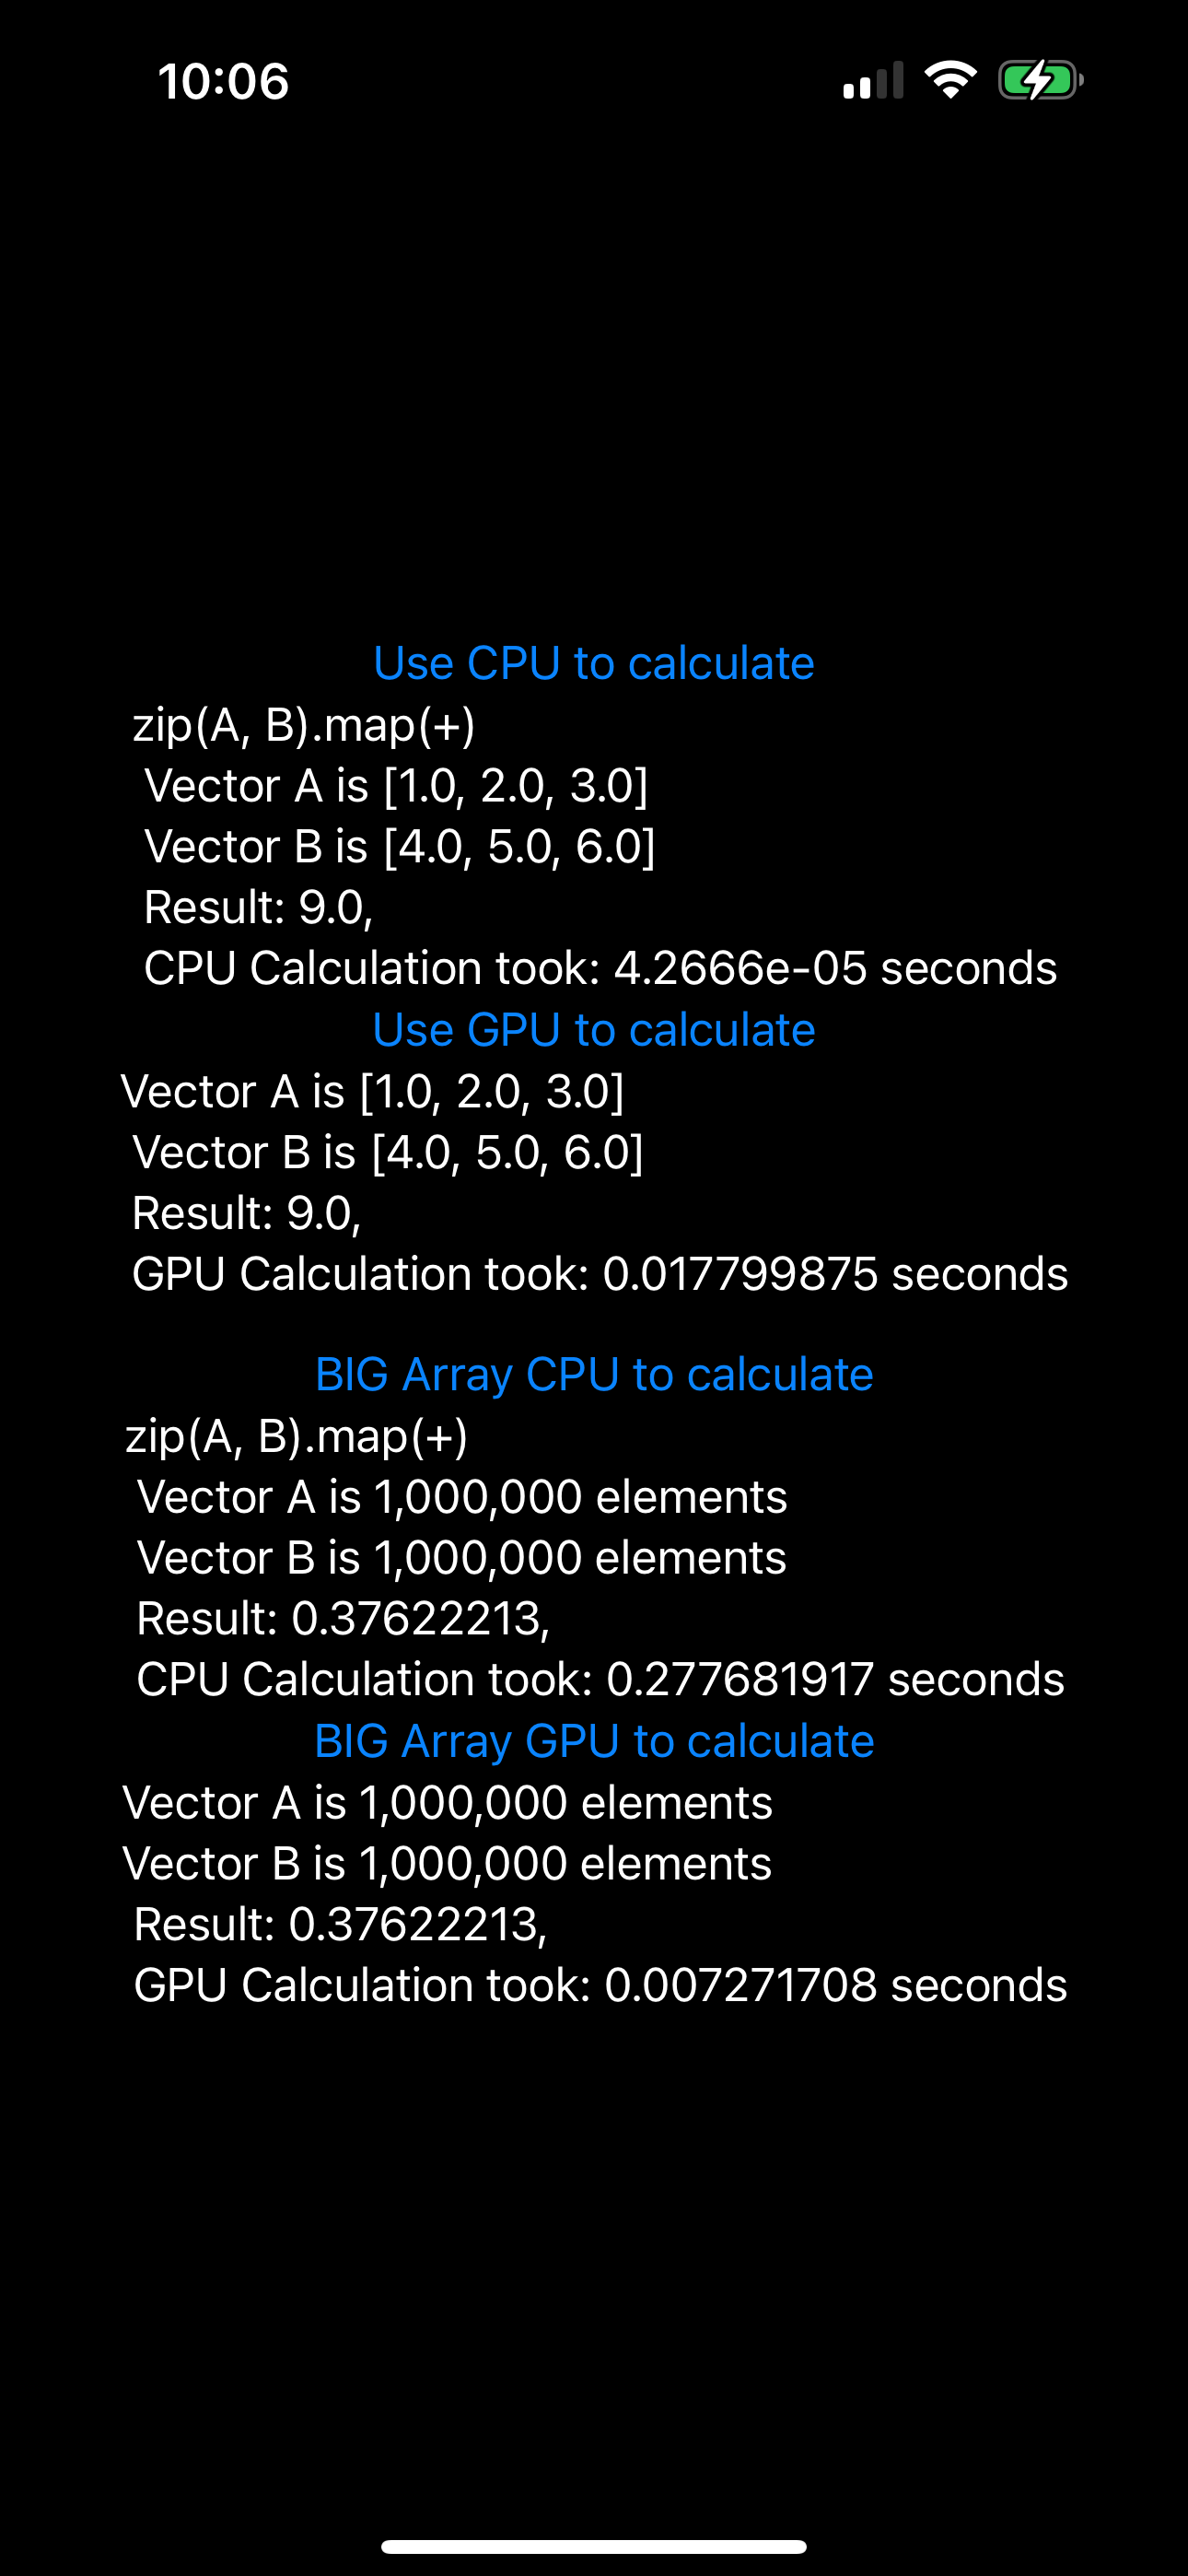 10:06
Use CPU to calculate
zip(A, B).map(+)
Vector A is [1.0, 2.0, 3.0]
Vector B is [4.0, 5.0, 6.0]
Result: 9.0,
CPU Calculation took: 4.2666e-05 seconds
Use GPU to calculate
Vector A is [1.0, 2.0, 3.0]
Vector B is [4.0, 5.0, 6.0]
Result: 9.0,
GPU Calculation took: 0.017799875 seconds
BIG Array CPU to calculate
zip(A, B).map(+)
Vector A is 1,000,000 elements
Vector B is 1,000,000 elements
Result: 0.37622213,
CPU Calculation took: 0.277681917 seconds
BIG Array GPU to calculate
Vector A is 1,000,000 elements
Vector B is 1,000,000 elements
Result: 0.37622213,
GPU Calculation took: 0.007271708 seconds